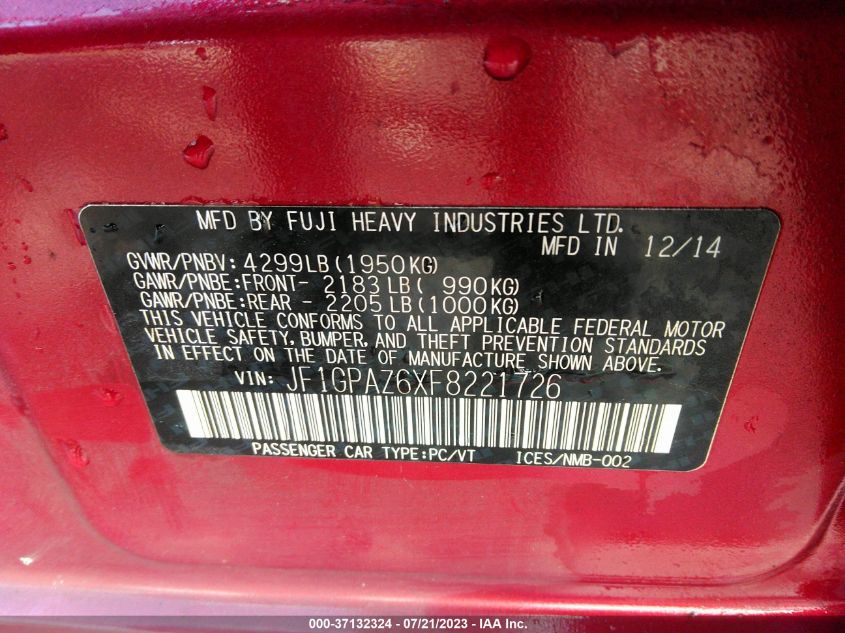 MFD BY FUJI HEAVY INDUSTRIES LTD.
MFD IN 12/14
GVWR/PNBV: 4299LB(1950KG)
GAWR/PNBE:FRONT- 2183LB( 990KG)
GAWR/PNBE:REAR - 2205LB(1000KG)
THIS VEHICLE CONFORMS TO ALL APPLICABLE FEDERAL MOTOR
VEHICLE SAFETY, BUMPER, AND THEFT PREVENTION STANDARDS
IN EFFECT ON THE DATE OF MANUFACTURE SHOWN ABOVE.
VIN: JF1GPAZ6XF8221726
PASSENGER CAR TYPE:PC/VT ICES/NMB-002
000-37132324 / 07/21/2023 - IAA Inc.